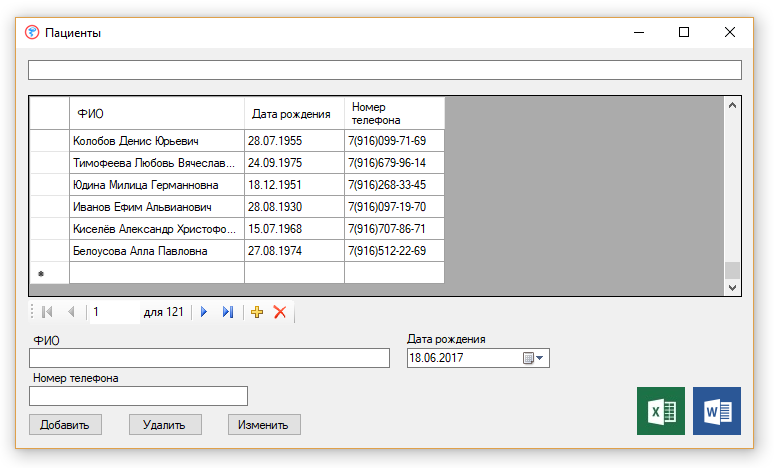 Пациенты
ФИО Дата рождения Номер телефона
Колобов Денис Юрьевич 28.07.1955 7(916)099-71-69
Тимофеева Любовь Вячеслав... 24.09.1975 7(916)679-96-14
Юдина Милица Германновна 18.12.1951 7(916)268-33-45
Иванов Ефим Альвианович 28.08.1930 7(916)097-19-70
Киселёв Александр Христофо... 15.07.1968 7(916)707-86-71
Белоусова Алла Павловна 27.08.1974 7(916)512-22-69
1 для 121
ФИО Дата рождения
18.06.2017
Номер телефона
Добавить Удалить Изменить
X W